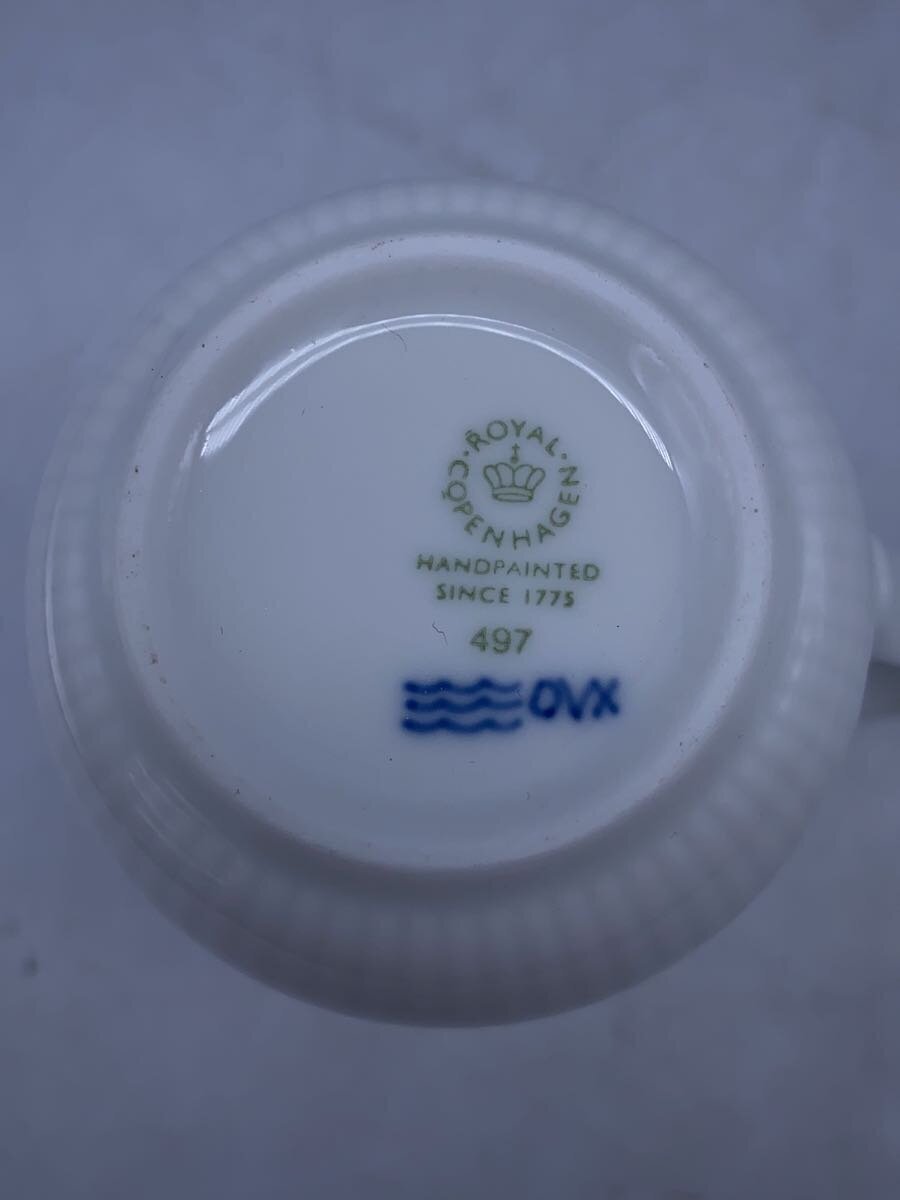 ROYAL
COPENHAGEN
HANDPAINTED
SINCE 1775
497
OVX